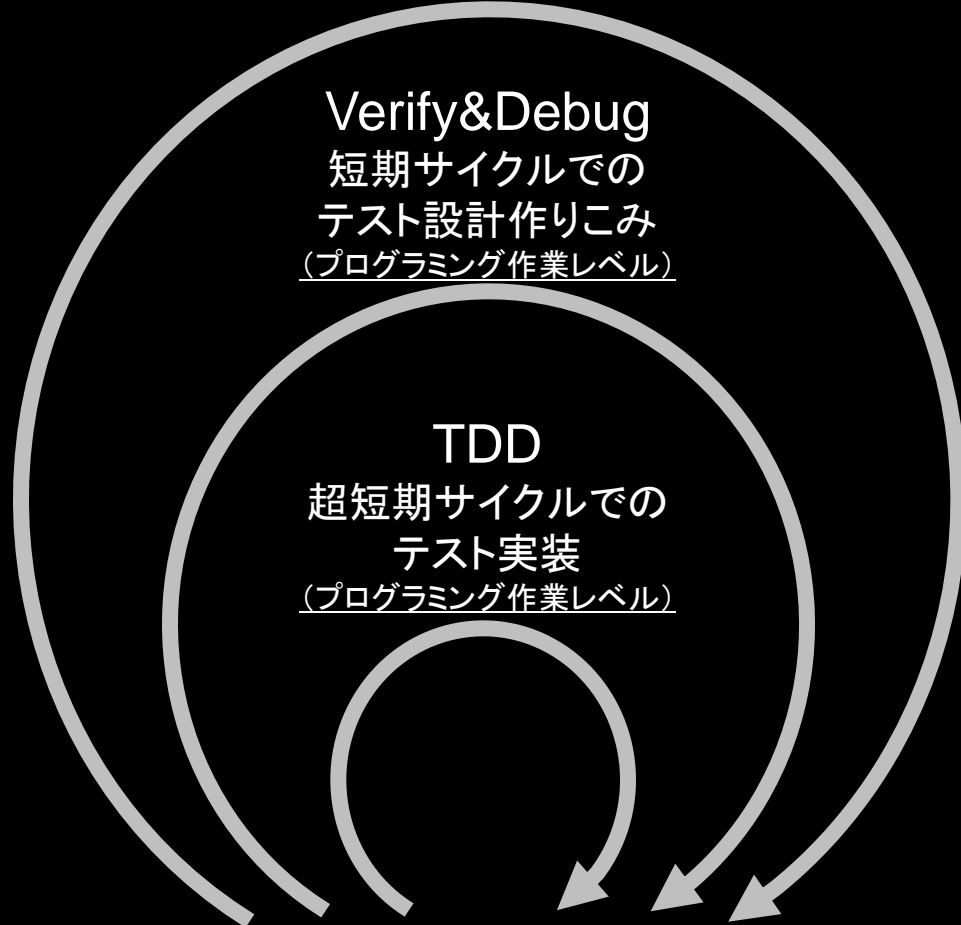 Verify&Debug
短期サイクルでの
テスト設計作りこみ
（プログラミング作業レベル）
TDD
超短期サイクルでの
テスト実装
（プログラミング作業レベル）